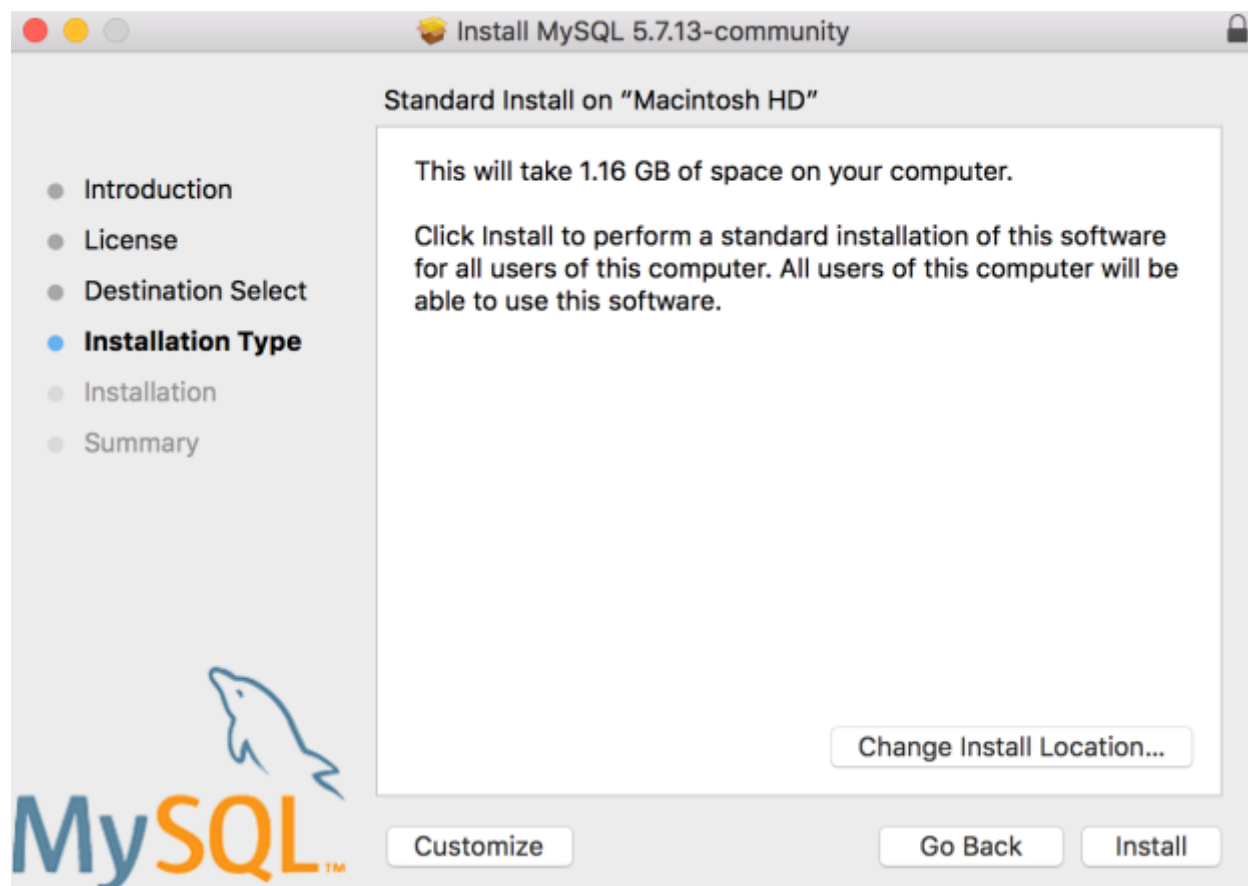 Install MySQL 5.7.13-community
Standard Install on “Macintosh HD”
Introduction
License
Destination Select
Installation Type
Installation
Summary
This will take 1.16 GB of space on your computer.
Click Install to perform a standard installation of this software
for all users of this computer. All users of this computer will be
able to use this software.
Change Install Location...
MySQL™
Customize
Go Back
Install